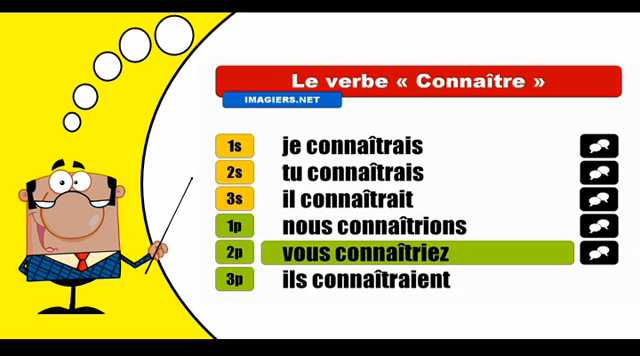 Le verbe « Connaître »
IMAGIERS.NET
1s je connaîtrais
2s tu connaîtrais
3s il connaîtrait
1p nous connaîtrions
2p vous connaîtriez
3p ils connaîtraient